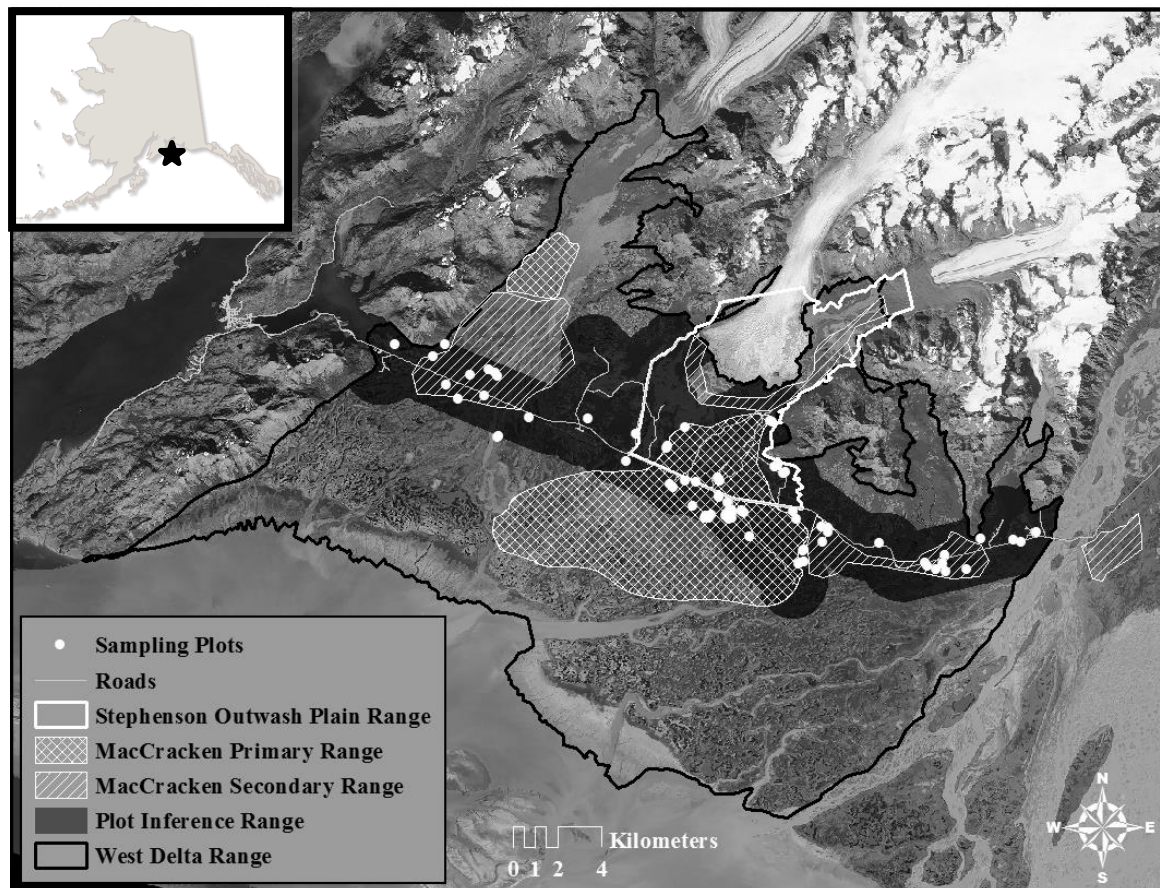 Sampling Plots
Roads
Stephenson Outwash Plain Range
MacCracken Primary Range
MacCracken Secondary Range
Plot Inference Range
West Delta Range
Kilometers
0 1 2 4
N
W E
S